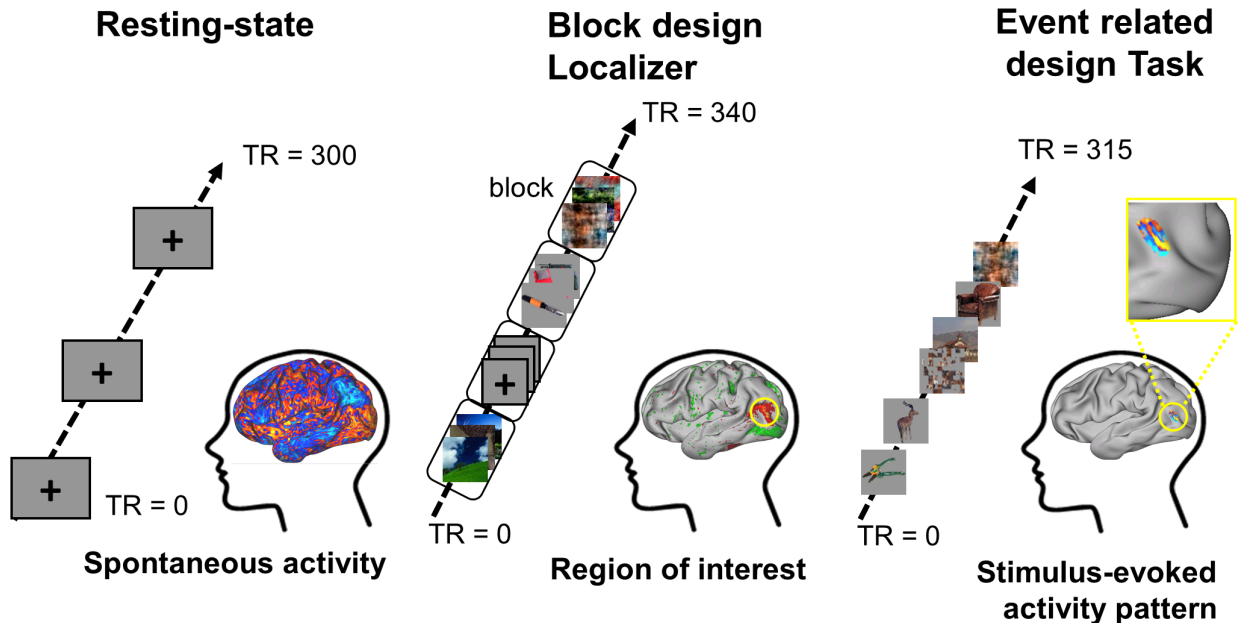 Resting-state
TR = 300
TR = 0
Spontaneous activity
Block design
Localizer
TR = 340
block
TR = 0
Region of interest
Event related
design Task
TR = 315
TR = 0
Stimulus-evoked
activity pattern